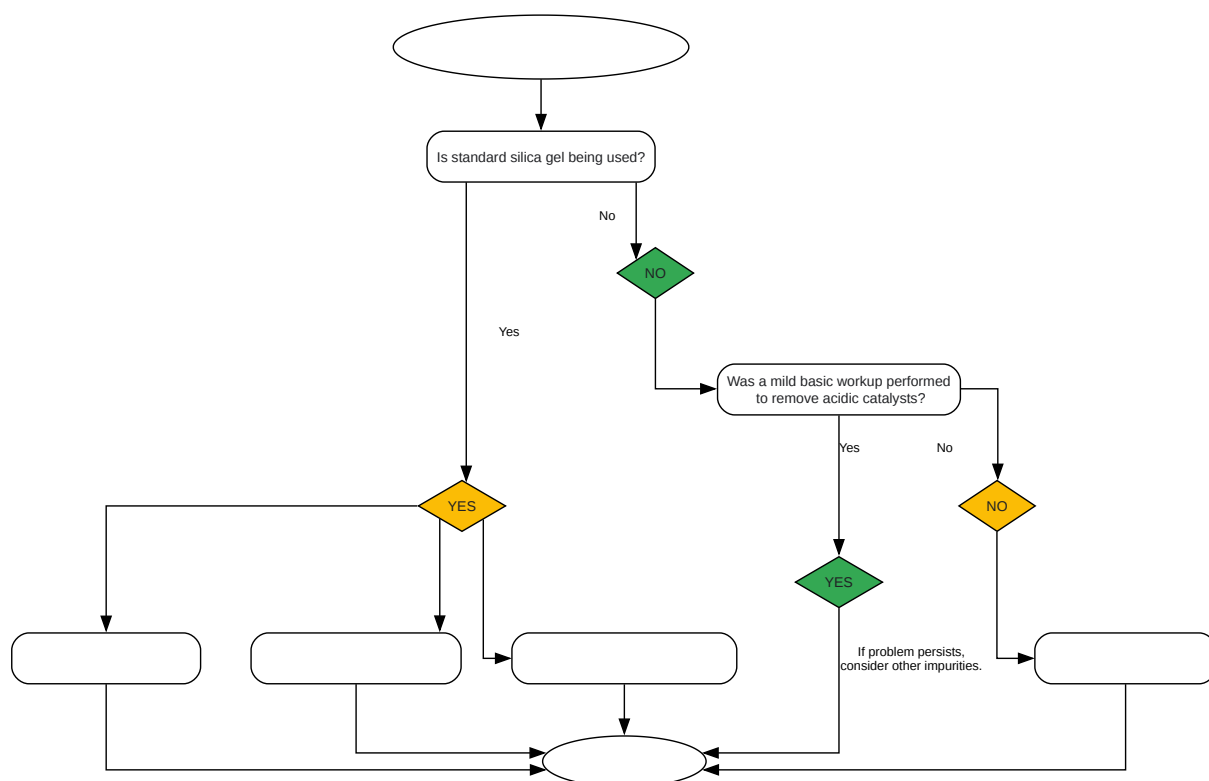 Is standard silica gel being used?
No
NO
Yes
Was a mild basic workup performed
to remove acidic catalysts?
Yes
No
YES
NO
YES
If problem persists,
consider other impurities.